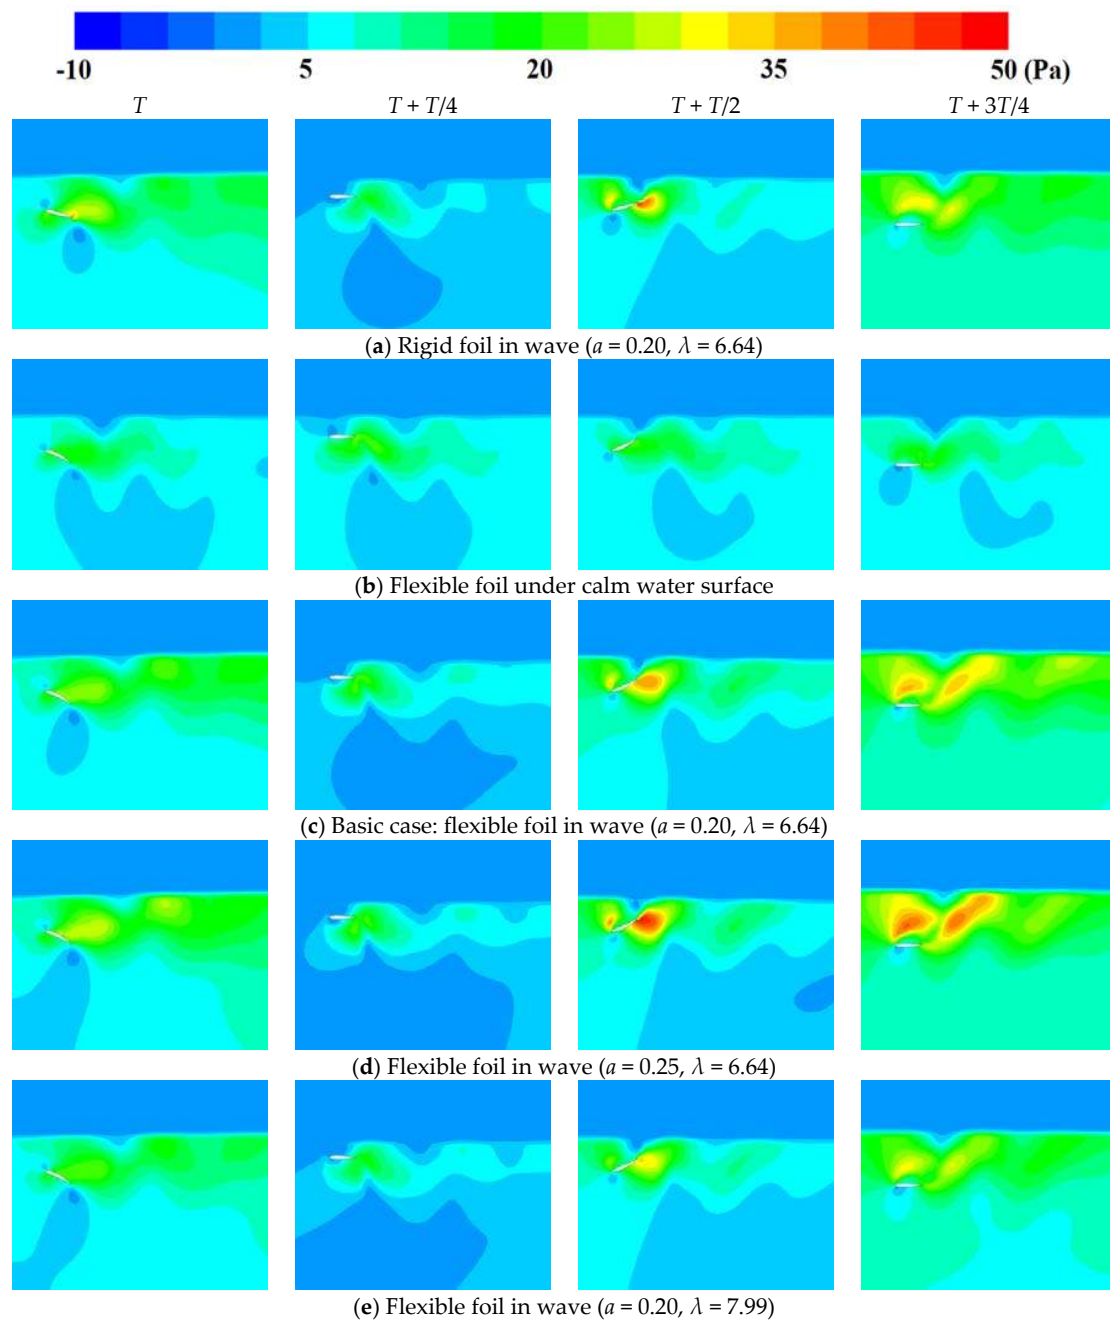 -10 5 20 35 50 (Pa)
T T + T/4 T + T/2 T + 3T/4
(a) Rigid foil in wave (a = 0.20, λ = 6.64)
(b) Flexible foil under calm water surface
(c) Basic case: flexible foil in wave (a = 0.20, λ = 6.64)
(d) Flexible foil in wave (a = 0.25, λ = 6.64)
(e) Flexible foil in wave (a = 0.20, λ = 7.99)